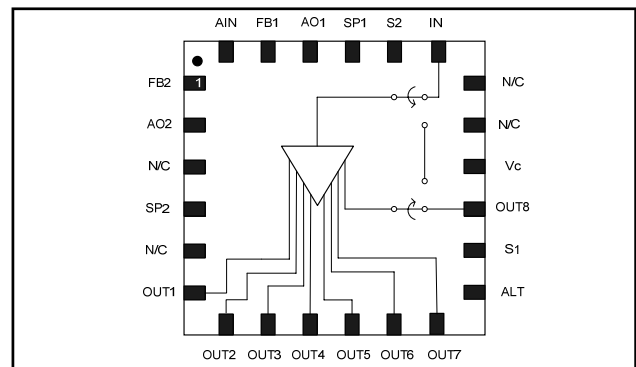 AIN FB1 AO1 SP1 S2 IN
FB2 1 N/C
AO2 N/C
N/C Vc
SP2 OUT8
N/C S1
OUT1 ALT
OUT2 OUT3 OUT4 OUT5 OUT6 OUT7